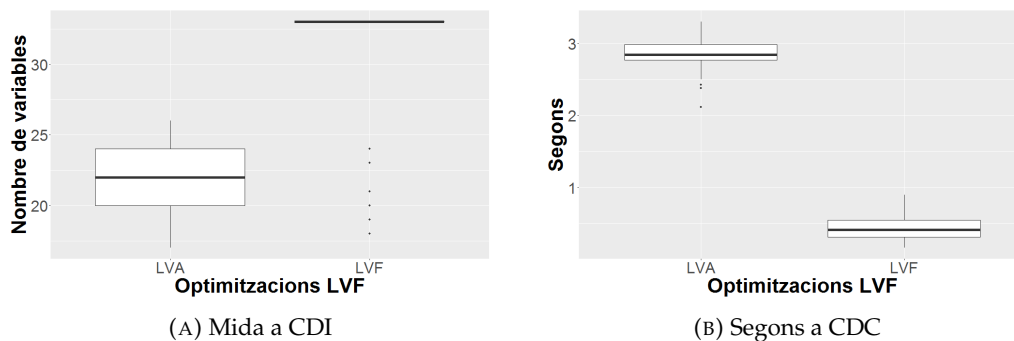 Nombre de variables
30
25
20
LVA
LVF
Optimitzacions LVF
(A) Mida a CDI
Segons
3
2
1
LVA
LVF
Optimitzacions LVF
(B) Segons a CDC